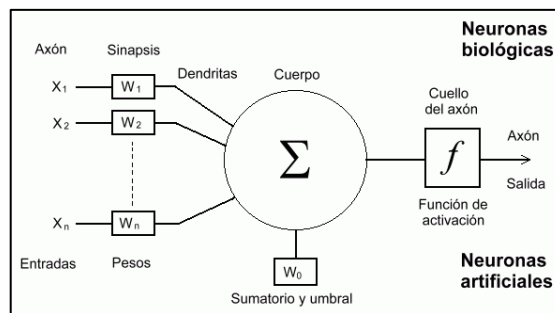 Neuronas
biológicas
Axón
Sinapsis
Dendritas
Cuerpo
Cuello
del axón
X1
W1
X2
W2
Σ
f
Axón
Salida
Función de
activación
Xn
Wn
Entradas
Pesos
W0
Sumatorio y umbral
Neuronas
artificiales